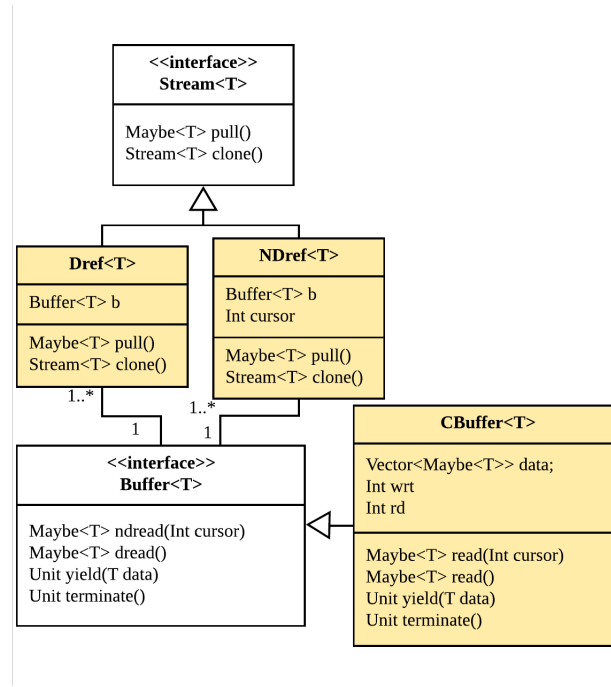 <<interface>>
Stream<T>
Maybe<T> pull()
Stream<T> clone()
Dref<T>
Buffer<T> b
Maybe<T> pull()
Stream<T> clone()
NDref<T>
Buffer<T> b
Int cursor
Maybe<T> pull()
Stream<T> clone()
1..*
1
1..*
1
<<interface>>
Buffer<T>
Maybe<T> ndread(Int cursor)
Maybe<T> dread()
Unit yield(T data)
Unit terminate()
CBuffer<T>
Vector<Maybe<T>> data;
Int wrt
Int rd
Maybe<T> read(Int cursor)
Maybe<T> read()
Unit yield(T data)
Unit terminate()